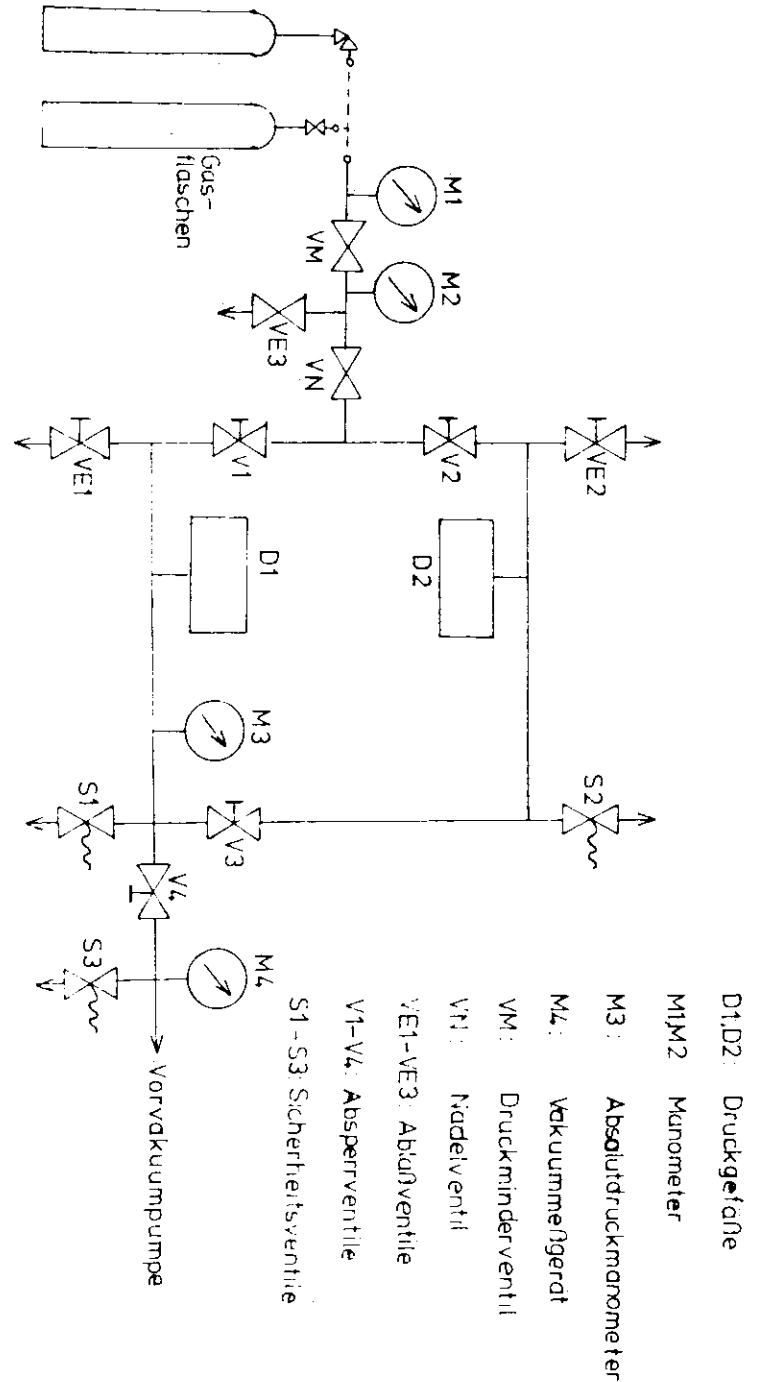 Gas-
flaschen
M1
VM
M2
VE3
VN
VE1
V1
V2
VE2
D1
D2
M3
S1
V3
S2
V4
S3
M4
Vorvakuumpumpe
D1,D2: Druckgefäße
M1,M2 Manometer
M3: Absolutdruckmanometer
M4: Vakuummeßgerät
VM: Druckminderventil
VN: Nadelventil
VE1-VE3: Ablaßventile
V1-V4: Absperrventile
S1-S3: Sicherheitsventile